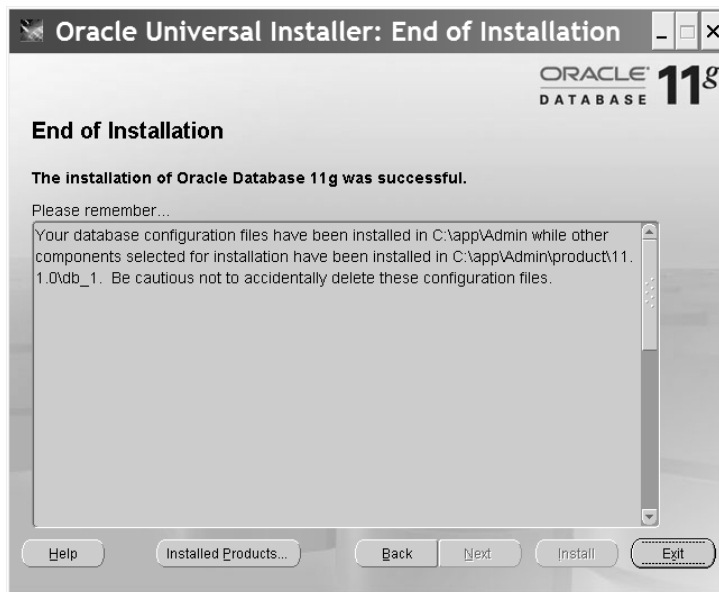 Oracle Universal Installer: End of Installation
ORACLE
DATABASE 11g
End of Installation
The installation of Oracle Database 11g was successful.
Please remember...
Your database configuration files have been installed in C:\app\Admin while other
components selected for installation have been installed in C:\app\Admin\product\11.
1.0\db_1. Be cautious not to accidentally delete these configuration files.
Help Installed Products... Back Next Install Exit